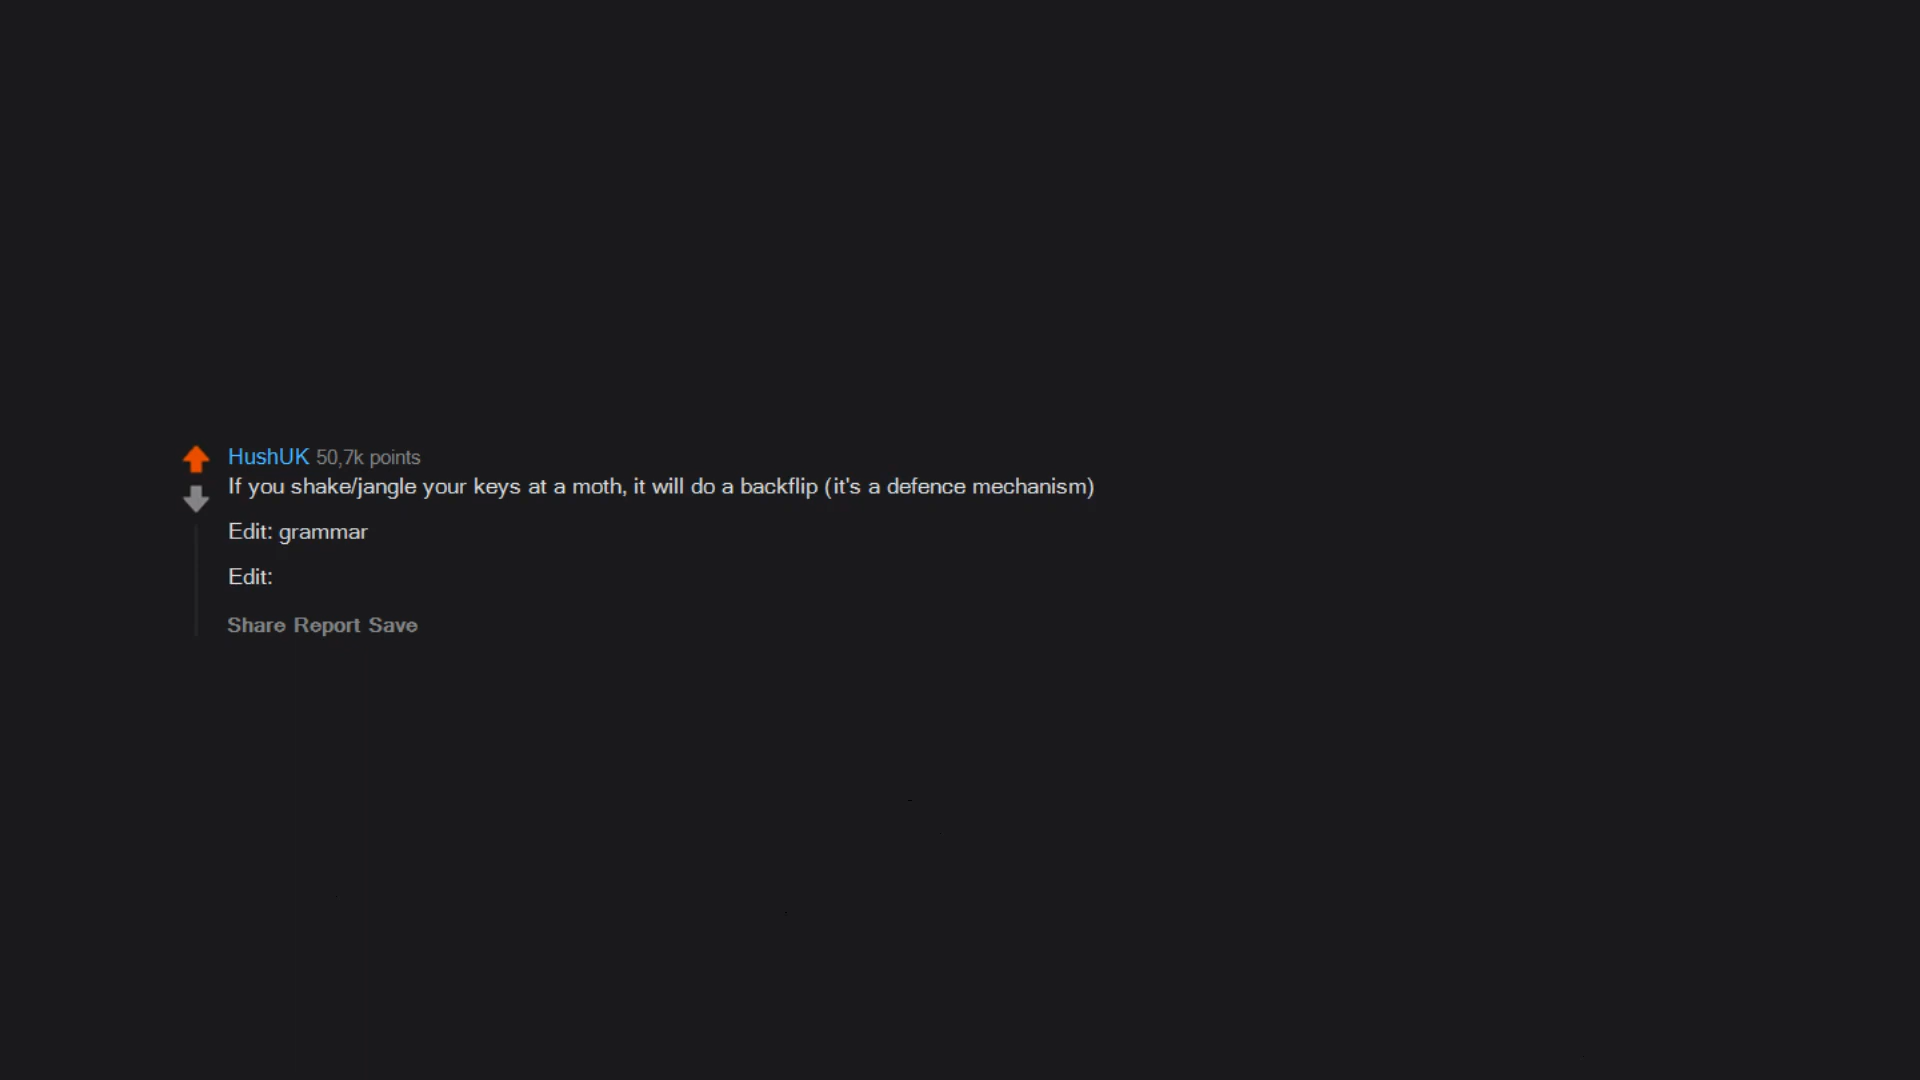 HushUK 50,7k points
If you shake/jangle your keys at a moth, it will do a backflip (it's a defence mechanism)
Edit: grammar
Edit:
Share Report Save